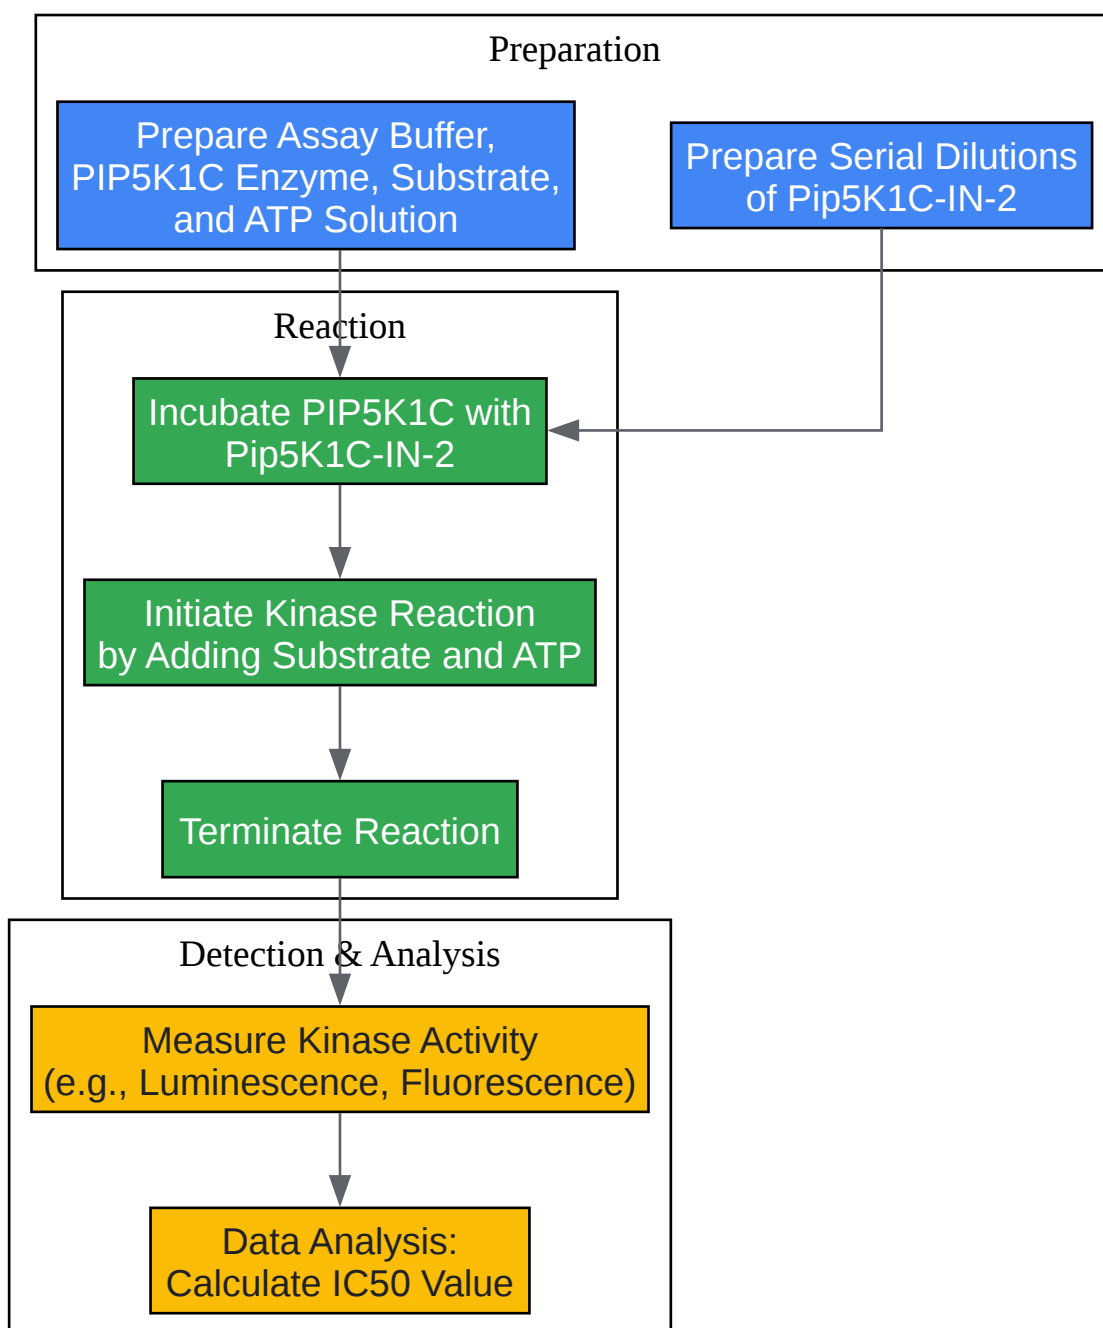 Preparation
Prepare Assay Buffer,
PIP5K1C Enzyme, Substrate,
and ATP Solution
Prepare Serial Dilutions
of Pip5K1C-IN-2
Reaction
Incubate PIP5K1C with
Pip5K1C-IN-2
Initiate Kinase Reaction
by Adding Substrate and ATP
Terminate Reaction
Detection & Analysis
Measure Kinase Activity
(e.g., Luminescence, Fluorescence)
Data Analysis:
Calculate IC50 Value